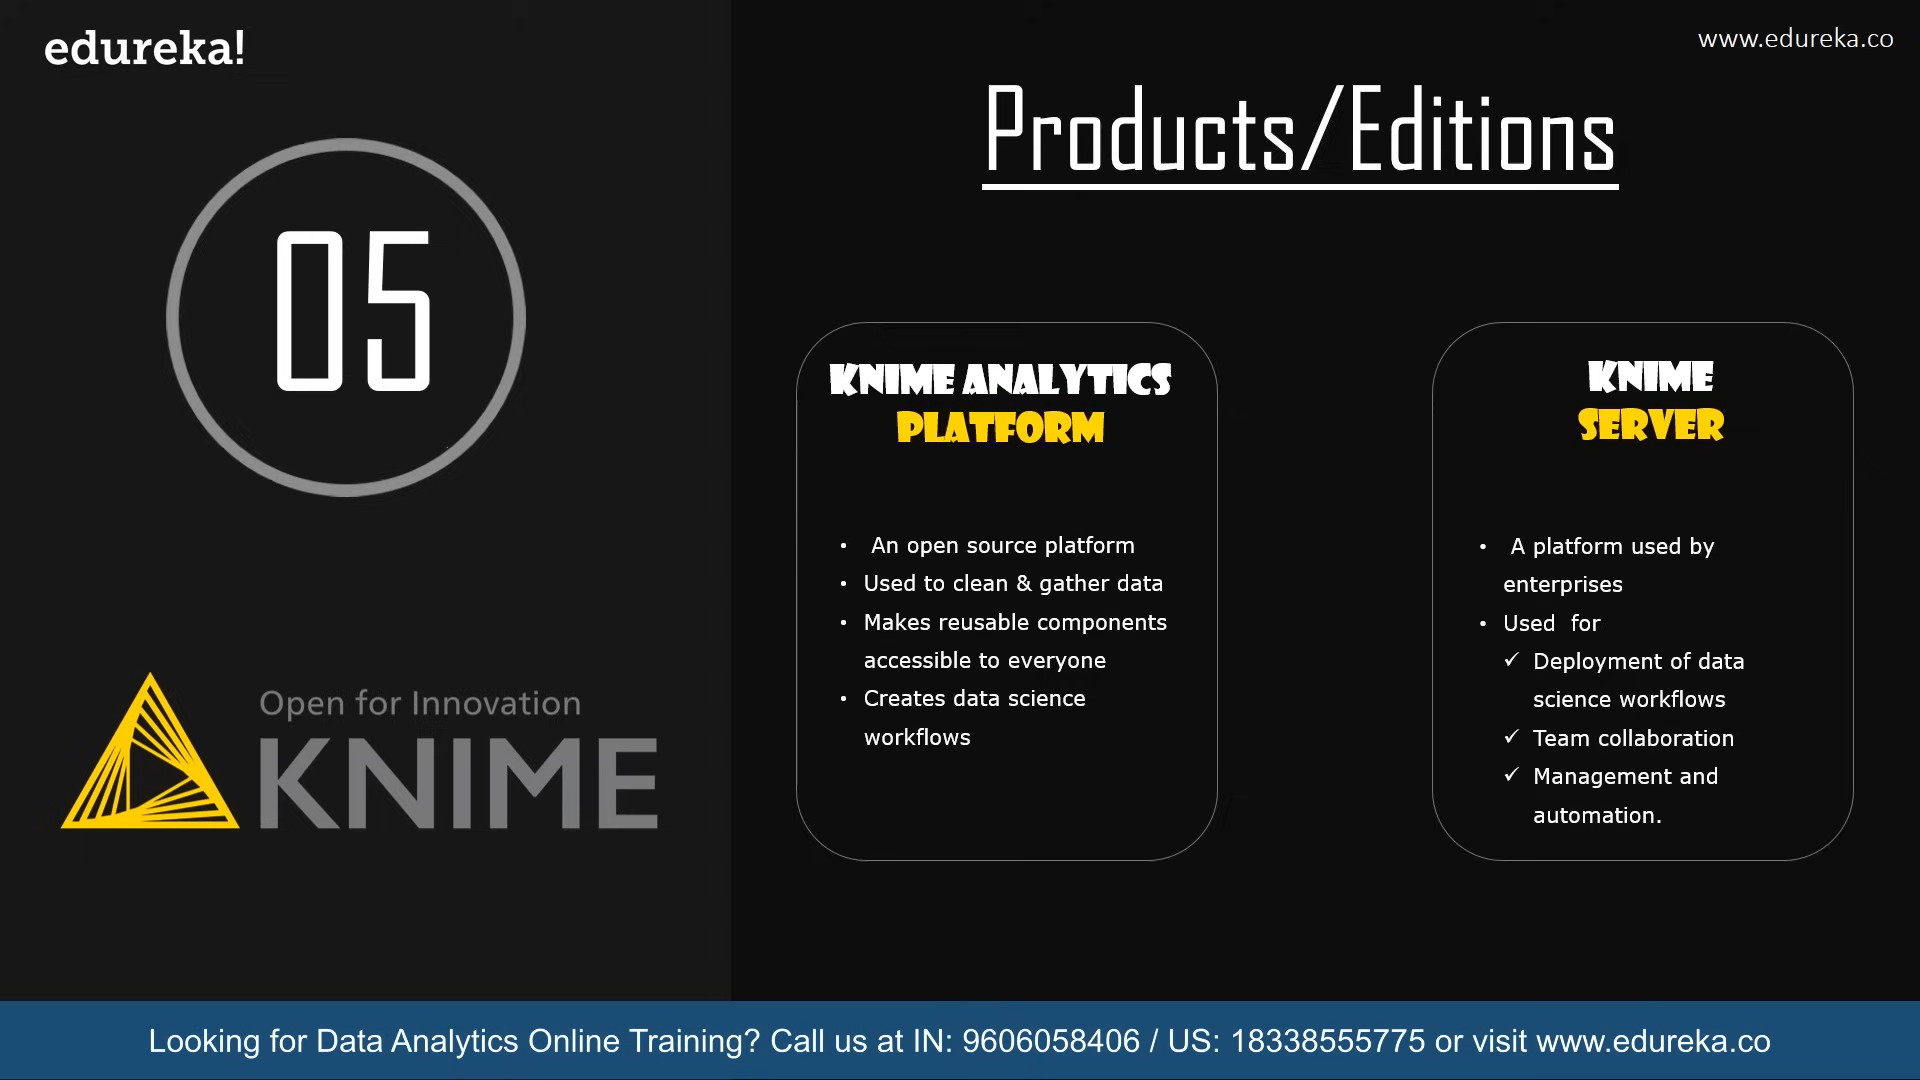 edureka!
www.edureka.co
Products/Editions
05
KNIME ANALYTICS
PLATFORM
• An open source platform
• Used to clean & gather data
• Makes reusable components
accessible to everyone
• Creates data science
workflows
KNIME
SERVER
• A platform used by
enterprises
• Used for
✓ Deployment of data
science workflows
✓ Team collaboration
✓ Management and
automation.
Open for Innovation
KNIME
Looking for Data Analytics Online Training? Call us at IN: 9606058406 / US: 18338555775 or visit www.edureka.co